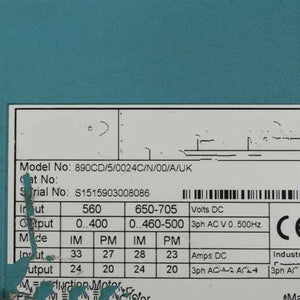 Model No: 890CD/5/0024C/N/00/A/UK
Cat No:
Serial No: S1515903008086
Input 560 650-705 Volts DC
Output 0..400 0..460-500 3ph AC V 0..500Hz
Mode IM PM IM PM
Input 33 27 28 23 Amps DC
Output 24 20 24 20 3ph